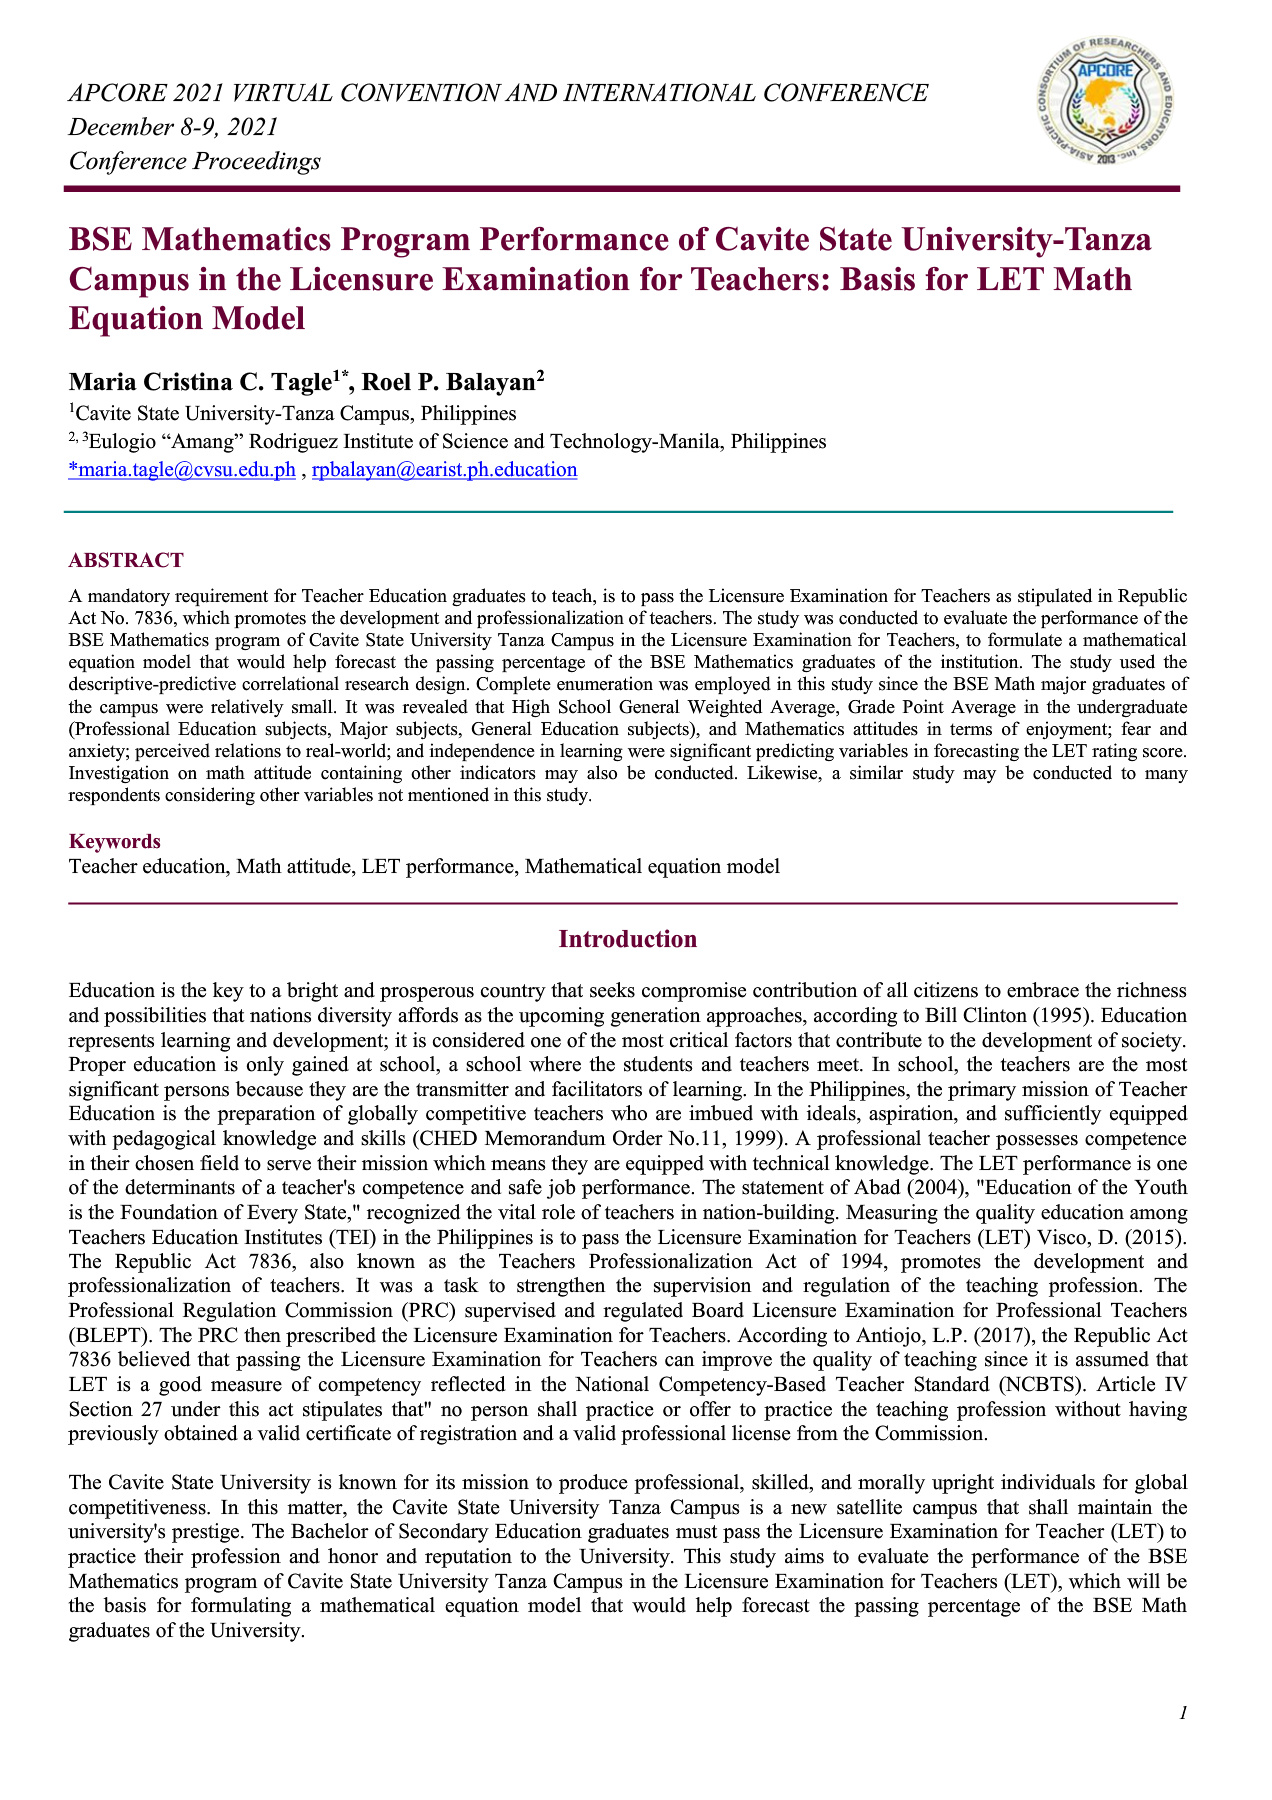 APCORE 2021 VIRTUAL CONVENTION AND INTERNATIONAL CONFERENCE
December 8-9, 2021
Conference Proceedings
ASIA-PACIFIC CONSORTIUM OF RESEARCHERS AND EDUCATORS, INC.
APCORE
2013
BSE Mathematics Program Performance of Cavite State University-Tanza
Campus in the Licensure Examination for Teachers: Basis for LET Math
Equation Model
Maria Cristina C. Tagle1*, Roel P. Balayan2
1Cavite State University-Tanza Campus, Philippines
2, 3Eulogio “Amang” Rodriguez Institute of Science and Technology-Manila, Philippines
*maria.tagle@cvsu.edu.ph , rpbalayan@earist.ph.education
ABSTRACT
A mandatory requirement for Teacher Education graduates to teach, is to pass the Licensure Examination for Teachers as stipulated in Republic
Act No. 7836, which promotes the development and professionalization of teachers. The study was conducted to evaluate the performance of the
BSE Mathematics program of Cavite State University Tanza Campus in the Licensure Examination for Teachers, to formulate a mathematical
equation model that would help forecast the passing percentage of the BSE Mathematics graduates of the institution. The study used the
descriptive-predictive correlational research design. Complete enumeration was employed in this study since the BSE Math major graduates of
the campus were relatively small. It was revealed that High School General Weighted Average, Grade Point Average in the undergraduate
(Professional Education subjects, Major subjects, General Education subjects), and Mathematics attitudes in terms of enjoyment; fear and
anxiety; perceived relations to real-world; and independence in learning were significant predicting variables in forecasting the LET rating score.
Investigation on math attitude containing other indicators may also be conducted. Likewise, a similar study may be conducted to many
respondents considering other variables not mentioned in this study.
Keywords
Teacher education, Math attitude, LET performance, Mathematical equation model
Introduction
Education is the key to a bright and prosperous country that seeks compromise contribution of all citizens to embrace the richness
and possibilities that nations diversity affords as the upcoming generation approaches, according to Bill Clinton (1995). Education
represents learning and development; it is considered one of the most critical factors that contribute to the development of society.
Proper education is only gained at school, a school where the students and teachers meet. In school, the teachers are the most
significant persons because they are the transmitter and facilitators of learning. In the Philippines, the primary mission of Teacher
Education is the preparation of globally competitive teachers who are imbued with ideals, aspiration, and sufficiently equipped
with pedagogical knowledge and skills (CHED Memorandum Order No.11, 1999). A professional teacher possesses competence
in their chosen field to serve their mission which means they are equipped with technical knowledge. The LET performance is one
of the determinants of a teacher's competence and safe job performance. The statement of Abad (2004), "Education of the Youth
is the Foundation of Every State," recognized the vital role of teachers in nation-building. Measuring the quality education among
Teachers Education Institutes (TEI) in the Philippines is to pass the Licensure Examination for Teachers (LET) Visco, D. (2015).
The Republic Act 7836, also known as the Teachers Professionalization Act of 1994, promotes the development and
professionalization of teachers. It was a task to strengthen the supervision and regulation of the teaching profession. The
Professional Regulation Commission (PRC) supervised and regulated Board Licensure Examination for Professional Teachers
(BLEPT). The PRC then prescribed the Licensure Examination for Teachers. According to Antiojo, L.P. (2017), the Republic Act
7836 believed that passing the Licensure Examination for Teachers can improve the quality of teaching since it is assumed that
LET is a good measure of competency reflected in the National Competency-Based Teacher Standard (NCBTS). Article IV
Section 27 under this act stipulates that" no person shall practice or offer to practice the teaching profession without having
previously obtained a valid certificate of registration and a valid professional license from the Commission.
The Cavite State University is known for its mission to produce professional, skilled, and morally upright individuals for global
competitiveness. In this matter, the Cavite State University Tanza Campus is a new satellite campus that shall maintain the
university's prestige. The Bachelor of Secondary Education graduates must pass the Licensure Examination for Teacher (LET) to
practice their profession and honor and reputation to the University. This study aims to evaluate the performance of the BSE
Mathematics program of Cavite State University Tanza Campus in the Licensure Examination for Teachers (LET), which will be
the basis for formulating a mathematical equation model that would help forecast the passing percentage of the BSE Math
graduates of the University.
1